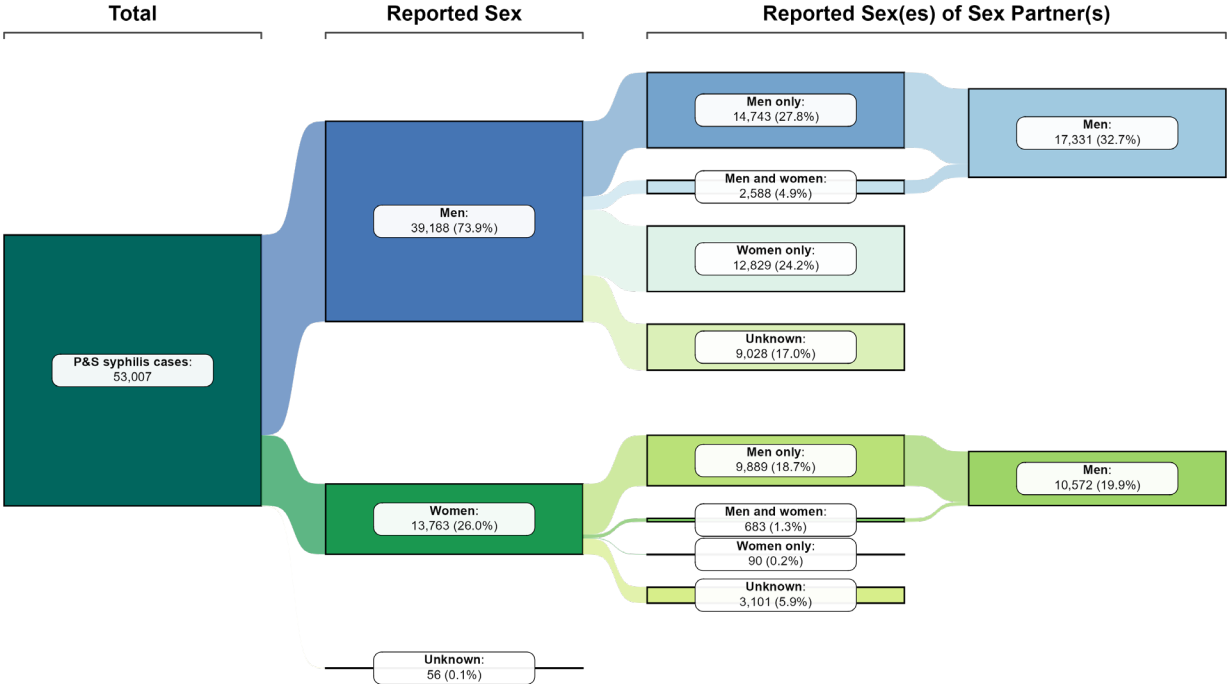 Total
Reported Sex
Reported Sex(es) of Sex Partner(s)
P&S syphilis cases:
53,007
Men:
39,188 (73.9%)
Women:
13,763 (26.0%)
Unknown:
56 (0.1%)
Men only:
14,743 (27.8%)
Men and women:
2,588 (4.9%)
Women only:
12,829 (24.2%)
Unknown:
9,028 (17.0%)
Men only:
9,889 (18.7%)
Men and women:
683 (1.3%)
Women only:
90 (0.2%)
Unknown:
3,101 (5.9%)
Men:
17,331 (32.7%)
Men:
10,572 (19.9%)